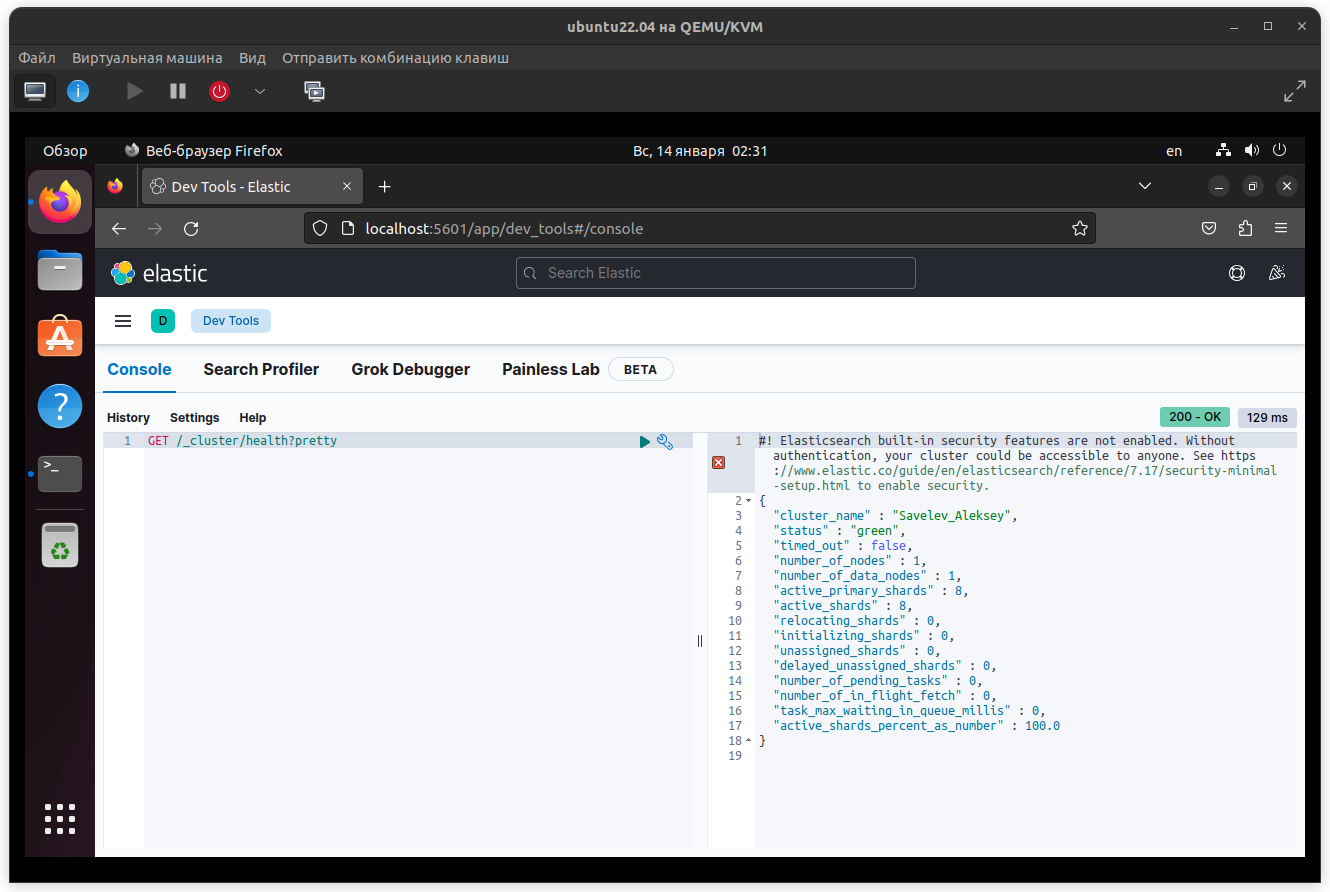 ubuntu22.04 на QEMU/KVM
Файл Виртуальная машина Вид Отправить комбинацию клавиш
Обзор Веб-браузер Firefox Вс, 14 января 02:31 en
Dev Tools - Elastic
localhost:5601/app/dev_tools#/console
elastic Search Elastic
D Dev Tools
Console Search Profiler Grok Debugger Painless Lab BETA
History Settings Help 200 - OK 129 ms
1 GET /_cluster/health?pretty
1 #! Elasticsearch built-in security features are not enabled. Without
authentication, your cluster could be accessible to anyone. See https
://www.elastic.co/guide/en/elasticsearch/reference/7.17/security-minimal
-setup.html to enable security.
2 {
3 "cluster_name" : "Savelev_Aleksey",
4 "status" : "green",
5 "timed_out" : false,
6 "number_of_nodes" : 1,
7 "number_of_data_nodes" : 1,
8 "active_primary_shards" : 8,
9 "active_shards" : 8,
10 "relocating_shards" : 0,
11 "initializing_shards" : 0,
12 "unassigned_shards" : 0,
13 "delayed_unassigned_shards" : 0,
14 "number_of_pending_tasks" : 0,
15 "number_of_in_flight_fetch" : 0,
16 "task_max_waiting_in_queue_millis" : 0,
17 "active_shards_percent_as_number" : 100.0
18 }
19